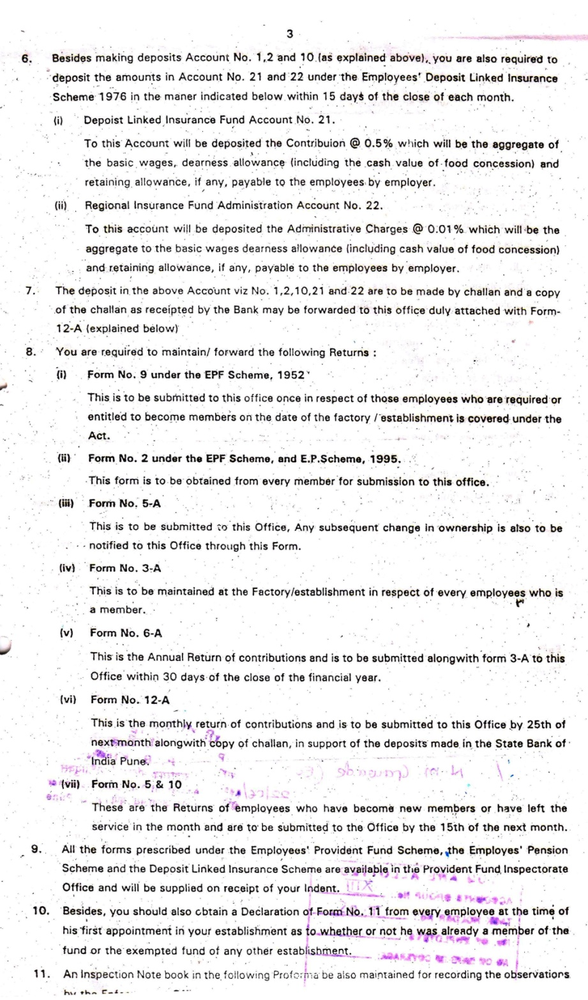 3
6. Besides making deposits Account No. 1,2 and 10 (as explained above), you are also required to
deposit the amounts in Account No. 21 and 22 under the Employees' Deposit Linked Insurance
Scheme 1976 in the maner indicated below within 15 days of the close of each month.
(i) Depoist Linked Insurance Fund Account No. 21.
To this Account will be deposited the Contribuion @ 0.5% which will be the aggregate of
the basic wages, dearness allowance (including the cash value of food concession) and
retaining allowance, if any, payable to the employees by employer.
(ii) Regional Insurance Fund Administration Account No. 22.
To this account will be deposited the Administrative Charges @ 0.01% which will be the
aggregate to the basic wages dearness allowance (including cash value of food concession)
and retaining allowance, if any, payable to the employees by employer.
7. The deposit in the above Account viz No. 1,2,10,21 and 22 are to be made by challan and a copy
of the challan as receipted by the Bank may be forwarded to this office duly attached with Form-
12-A (explained below)
8. You are required to maintain/ forward the following Returns :
(i) Form No. 9 under the EPF Scheme, 1952
This is to be submitted to this office once in respect of those employees who are required or
entitled to become members on the date of the factory / establishment is covered under the
Act.
(ii) Form No. 2 under the EPF Scheme, and E.P.Scheme, 1995.
This form is to be obtained from every member for submission to this office.
(iii) Form No. 5-A
This is to be submitted to this Office, Any subsequent change in ownership is also to be
notified to this Office through this Form.
(iv) Form No. 3-A
This is to be maintained at the Factory/establishment in respect of every employees who is
a member.
(v) Form No. 6-A
This is the Annual Return of contributions and is to be submitted alongwith form 3-A to this
Office within 30 days of the close of the financial year.
(vi) Form No. 12-A
This is the monthly return of contributions and is to be submitted to this Office by 25th of
next month alongwith copy of challan, in support of the deposits made in the State Bank of
India Pune.
(vii) Form No. 5 & 10
These are the Returns of employees who have become new members or have left the
service in the month and are to be submitted to the Office by the 15th of the next month.
9. All the forms prescribed under the Employees' Provident Fund Scheme, the Employes' Pension
Scheme and the Deposit Linked Insurance Scheme are available in the Provident Fund Inspectorate
Office and will be supplied on receipt of your Indent.
10. Besides, you should also obtain a Declaration of Form No. 11 from every employee at the time of
his first appointment in your establishment as to whether or not he was already a member of the
fund or the exempted fund of any other establishment.
11. An Inspection Note book in the following Proforma be also maintained for recording the observations
by the